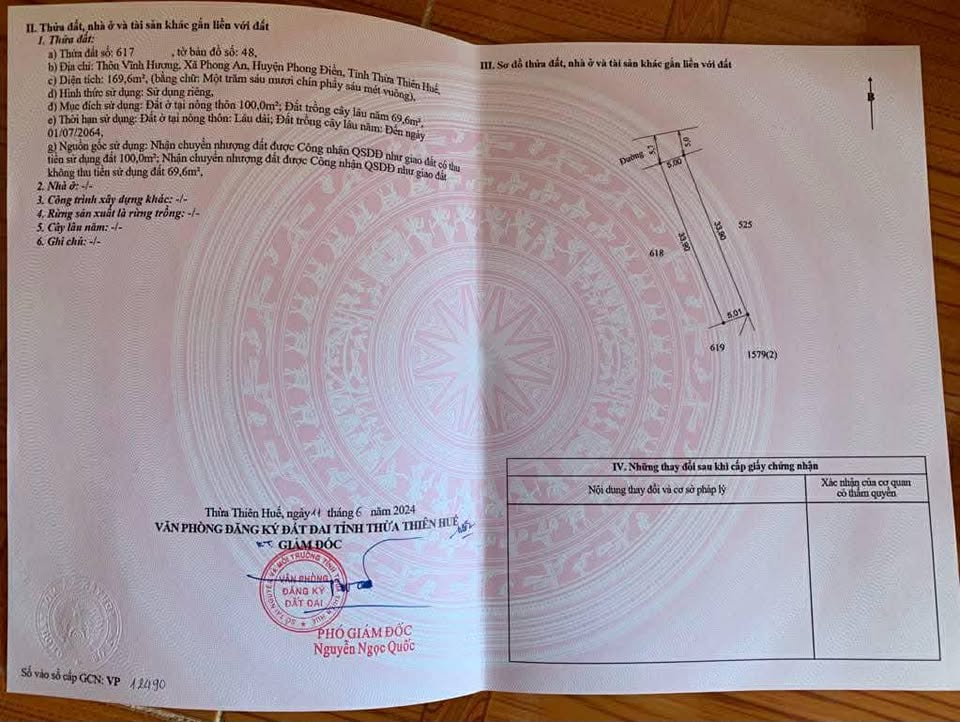 II. Thửa đất, nhà ở và tài sản khác gắn liền với đất
1. Thửa đất:
a) Thửa đất số: 617 , tờ bản đồ số: 48,
b) Địa chỉ: Thôn Vĩnh Hương, Xã Phong An, Huyện Phong Điền, Tỉnh Thừa Thiên Huế,
c) Diện tích: 169,6m², (bằng chữ: Một trăm sáu mươi chín phẩy sáu mét vuông),
d) Hình thức sử dụng: Sử dụng riêng,
đ) Mục đích sử dụng: Đất ở tại nông thôn 100,0m²; Đất trồng cây lâu năm 69,6m²,
e) Thời hạn sử dụng: Đất ở tại nông thôn: Lâu dài; Đất trồng cây lâu năm: Đến ngày
01/07/2064,
g) Nguồn gốc sử dụng: Nhận chuyển nhượng đất được Công nhận QSDĐ như giao đất có thu
tiền sử dụng đất 100,0m²; Nhận chuyển nhượng đất được Công nhận QSDĐ như giao đất
không thu tiền sử dụng đất 69,6m²,
2. Nhà ở: -/-
3. Công trình xây dựng khác: -/-
4. Rừng sản xuất là rừng trồng: -/-
5. Cây lâu năm: -/-
6. Ghi chú: -/-
Thừa Thiên Huế, ngày 11 tháng 6 năm 2024
VĂN PHÒNG ĐĂNG KÝ ĐẤT ĐAI TỈNH THỪA THIÊN HUẾ
KT GIÁM ĐỐC
VĂN PHÒNG
ĐĂNG KÝ
ĐẤT ĐAI
PHÓ GIÁM ĐỐC
Nguyễn Ngọc Quốc
Số vào sổ cấp GCN: VP 12490
III. Sơ đồ thửa đất, nhà ở và tài sản khác gắn liền với đất
B
Đường
5.7
5.9
5.00
33.90
33.90
525
618
5.01
619
1579(2)
IV. Những thay đổi sau khi cấp giấy chứng nhận
Nội dung thay đổi và cơ sở pháp lý
Xác nhận của cơ quan
có thẩm quyền